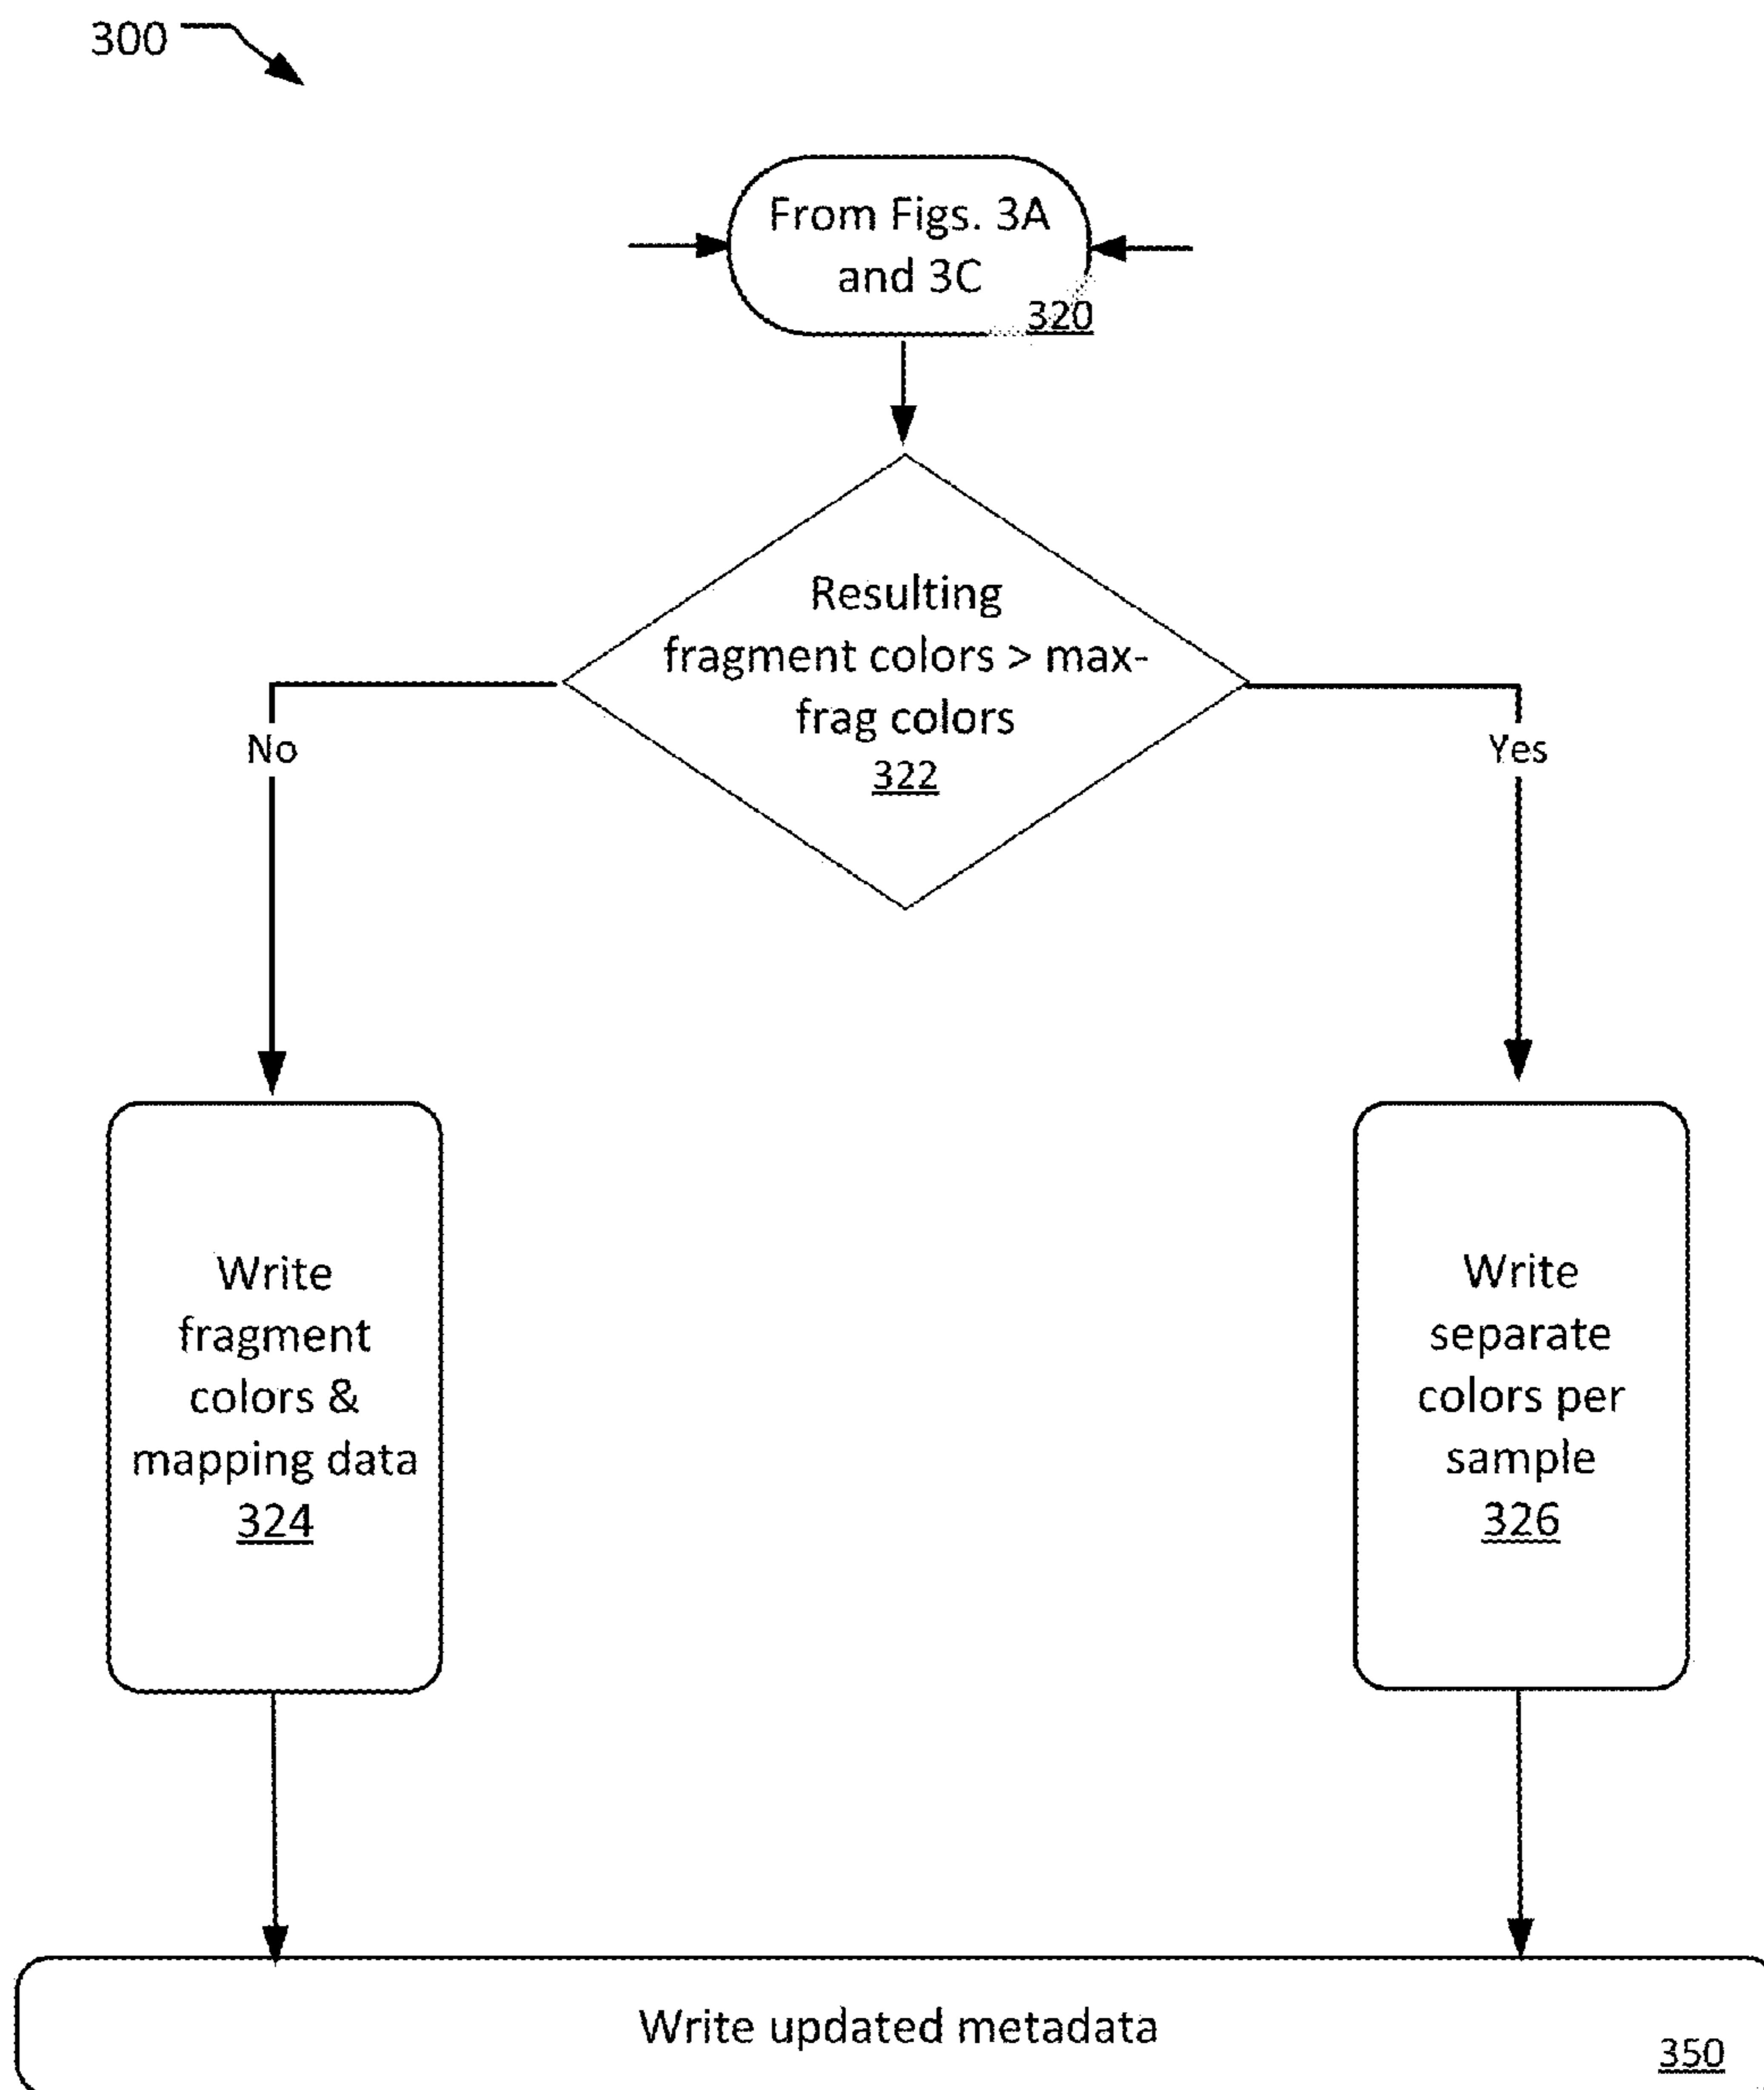 300
From Figs. 3A
and 3C
320
Resulting
fragment colors > max-
frag colors
322
No
Yes
Write
fragment
colors &
mapping data
324
Write
separate
colors per
sample
326
Write updated metadata
350